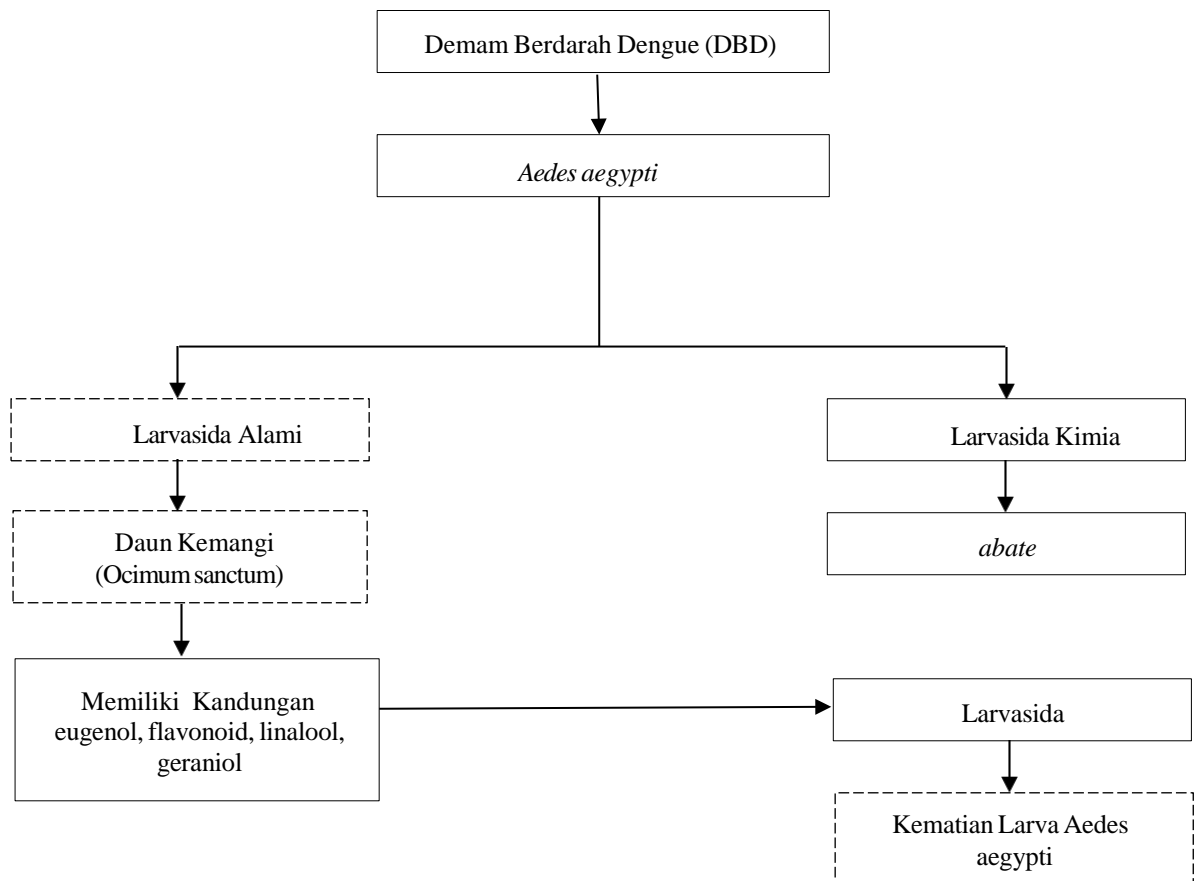 Demam Berdarah Dengue (DBD)
Aedes aegypti
Larvasida Alami
Larvasida Kimia
Daun Kemangi
(Ocimum sanctum)
abate
Memiliki Kandungan
eugenol, flavonoid, linalool,
geraniol
Larvasida
Kematian Larva Aedes
aegypti